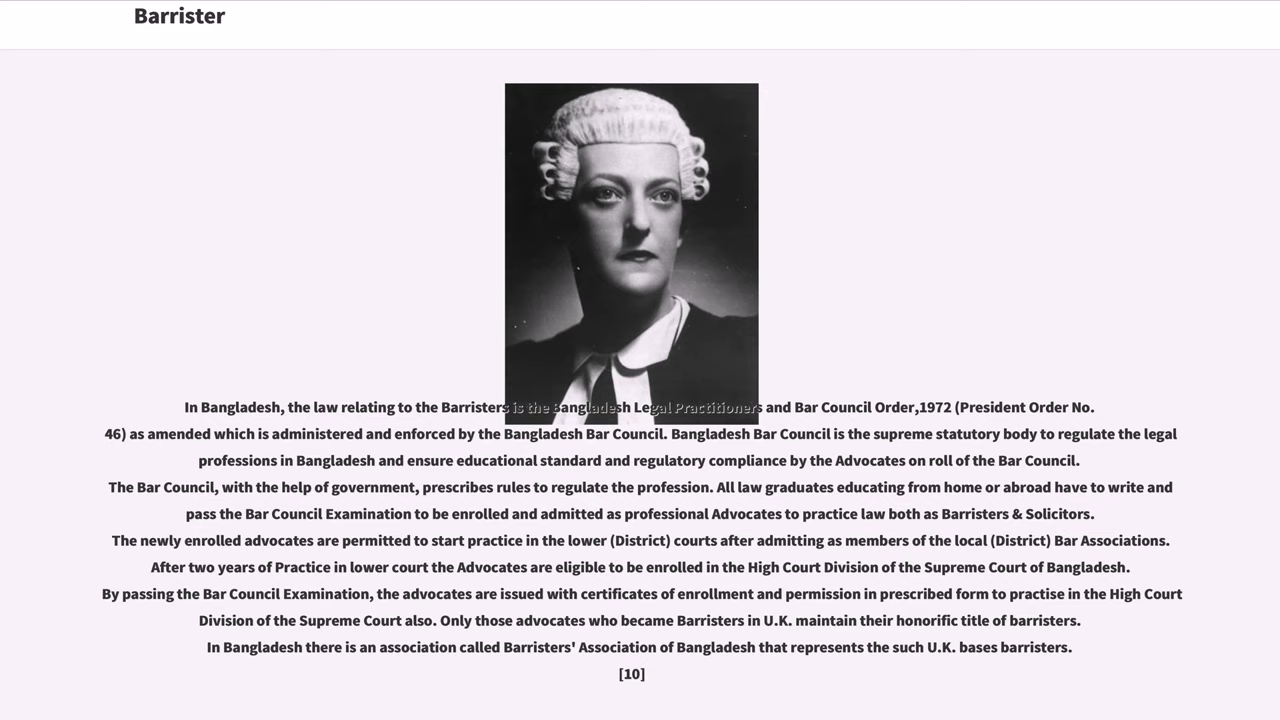 Barrister
In Bangladesh, the law relating to the Barristers is the Bangladesh Legal Practitioners and Bar Council Order,1972 (President Order No.
46) as amended which is administered and enforced by the Bangladesh Bar Council. Bangladesh Bar Council is the supreme statutory body to regulate the legal
professions in Bangladesh and ensure educational standard and regulatory compliance by the Advocates on roll of the Bar Council.
The Bar Council, with the help of government, prescribes rules to regulate the profession. All law graduates educating from home or abroad have to write and
pass the Bar Council Examination to be enrolled and admitted as professional Advocates to practice law both as Barristers & Solicitors.
The newly enrolled advocates are permitted to start practice in the lower (District) courts after admitting as members of the local (District) Bar Associations.
After two years of Practice in lower court the Advocates are eligible to be enrolled in the High Court Division of the Supreme Court of Bangladesh.
By passing the Bar Council Examination, the advocates are issued with certificates of enrollment and permission in prescribed form to practise in the High Court
Division of the Supreme Court also. Only those advocates who became Barristers in U.K. maintain their honorific title of barristers.
In Bangladesh there is an association called Barristers' Association of Bangladesh that represents the such U.K. bases barristers.
[10]